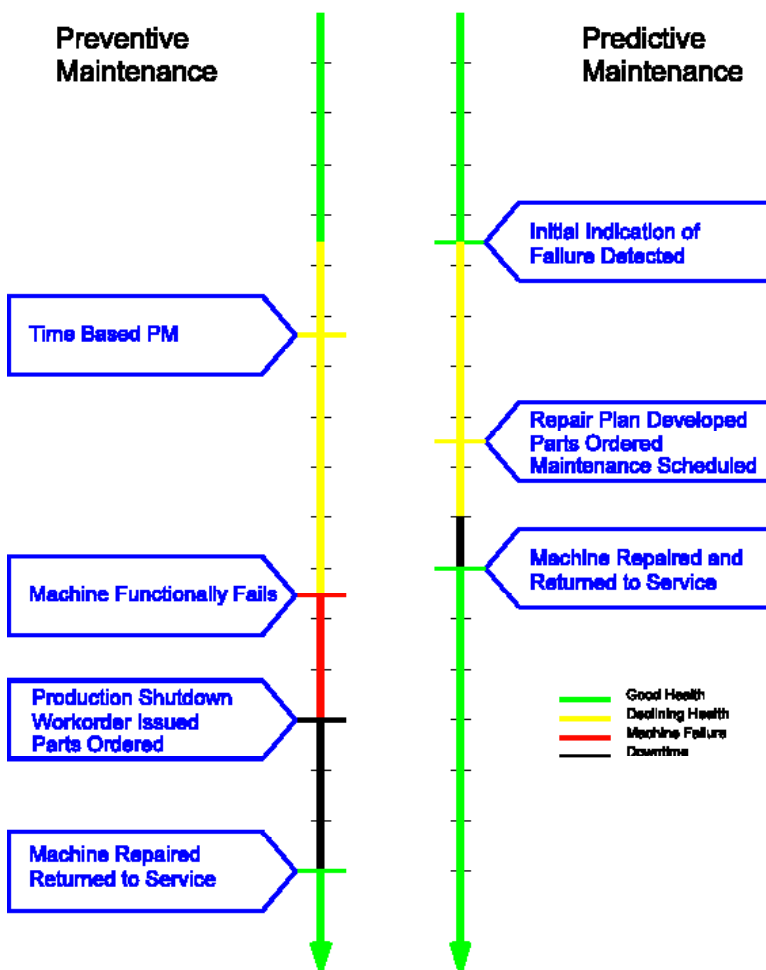 Preventive
Maintenance
Predictive
Maintenance
Initial Indication of
Failure Detected
Time Based PM
Repair Plan Developed
Parts Ordered
Maintenance Scheduled
Machine Functionally Fails
Machine Repaired and
Returned to Service
Production Shutdown
Workorder Issued
Parts Ordered
Good Health
Declining Health
Machine Failure
Downtime
Machine Repaired
Returned to Service